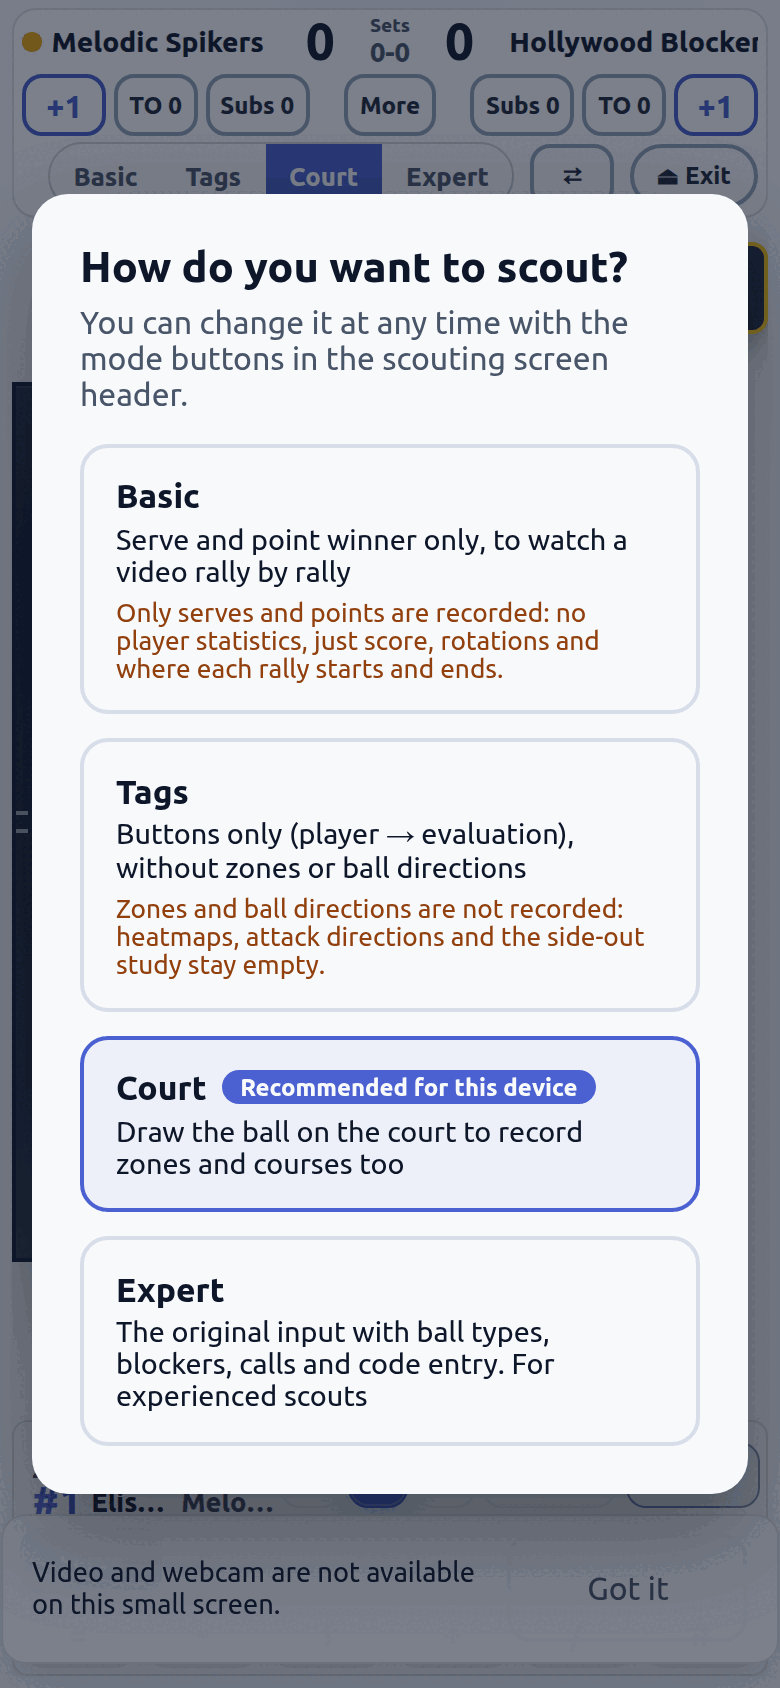 Melodic Spikers 0 Sets 0 Hollywood Blocker
0-0
+1 TO 0 Subs 0 More Subs 0 TO 0 +1
Basic Tags Court Expert ⇄ ⏏ Exit
How do you want to scout?
You can change it at any time with the
mode buttons in the scouting screen
header.
Basic
Serve and point winner only, to watch a
video rally by rally
Only serves and points are recorded: no
player statistics, just score, rotations and
where each rally starts and ends.
Tags
Buttons only (player → evaluation),
without zones or ball directions
Zones and ball directions are not recorded:
heatmaps, attack directions and the side-out
study stay empty.
Court Recommended for this device
Draw the ball on the court to record
zones and courses too
Expert
The original input with ball types,
blockers, calls and code entry. For
experienced scouts
#1 Elis... Melo...
Video and webcam are not available
on this small screen.
Got it